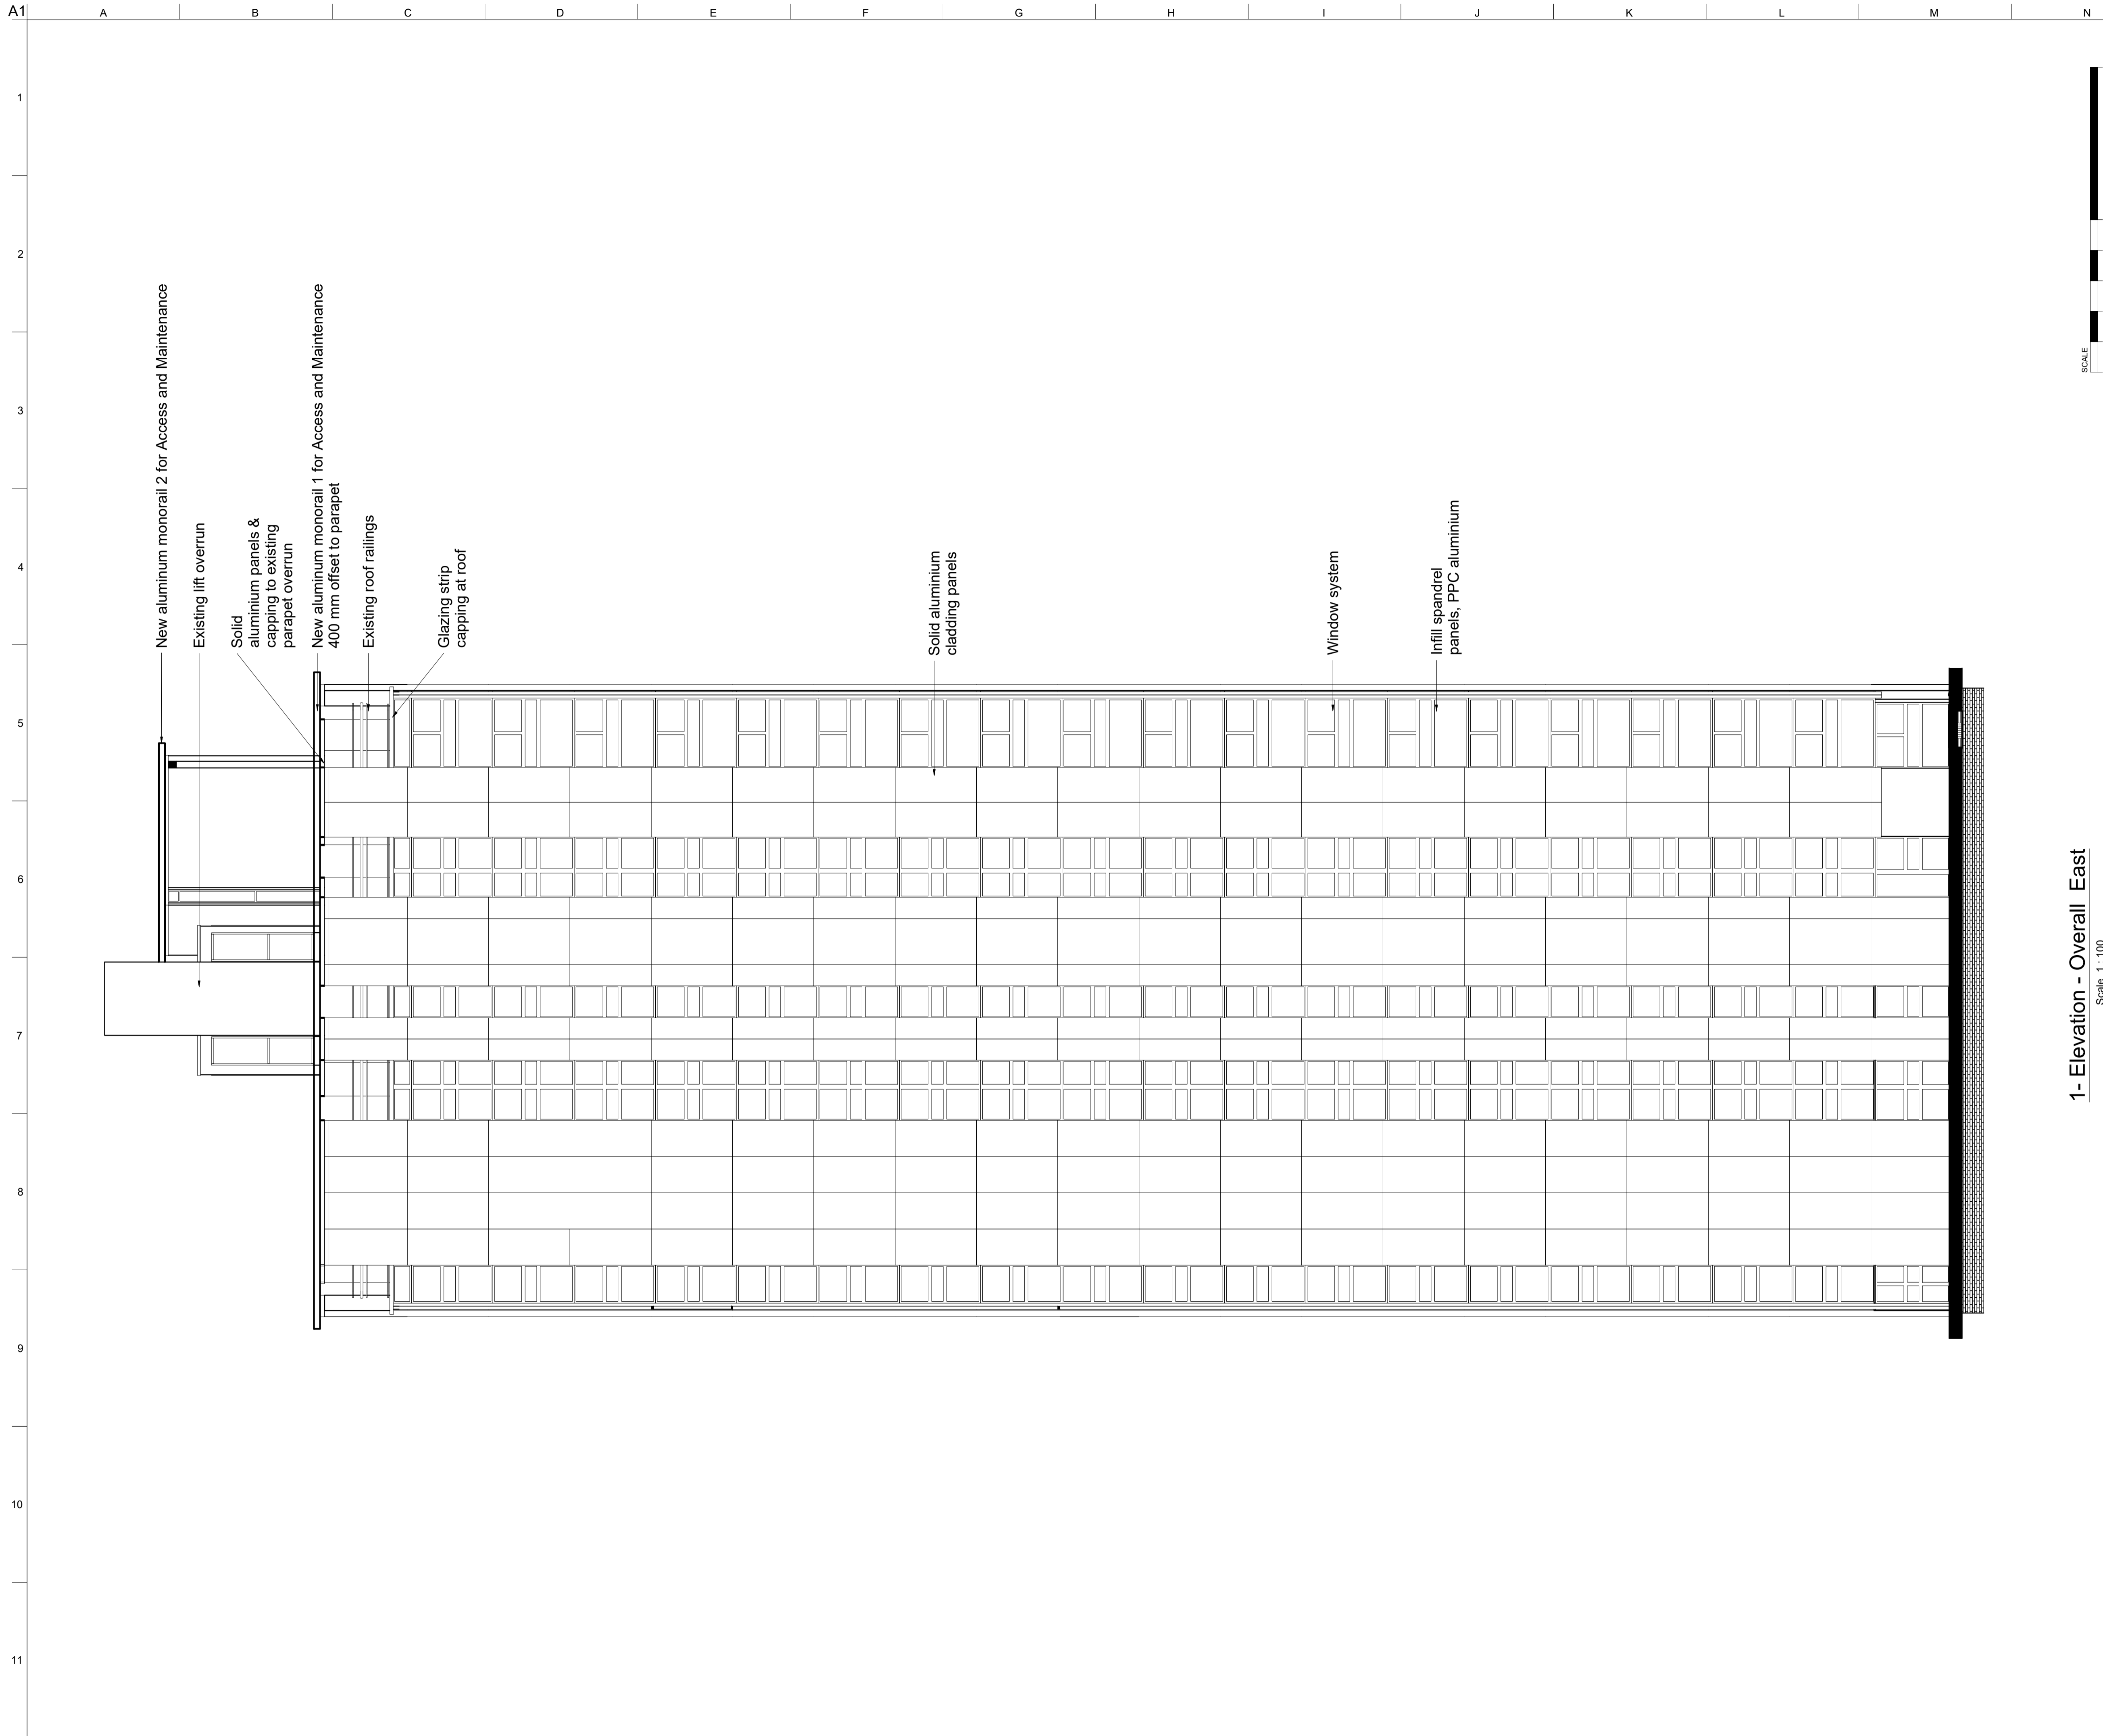 A1
A
B
C
D
E
F
G
H
I
J
K
L
M
N
1
2
3
4
5
6
7
8
9
10
11
New aluminum monorail 2 for Access and Maintenance
Existing lift overrun
Solid
aluminium panels &
capping to existing
parapet overrun
New aluminum monorail 1 for Access and Maintenance
400 mm offset to parapet
Existing roof railings
Glazing strip
capping at roof
Solid aluminium
cladding panels
Window system
Infill spandrel
panels, PPC aluminium
SCALE
1- Elevation - Overall East
Scale 1 : 100